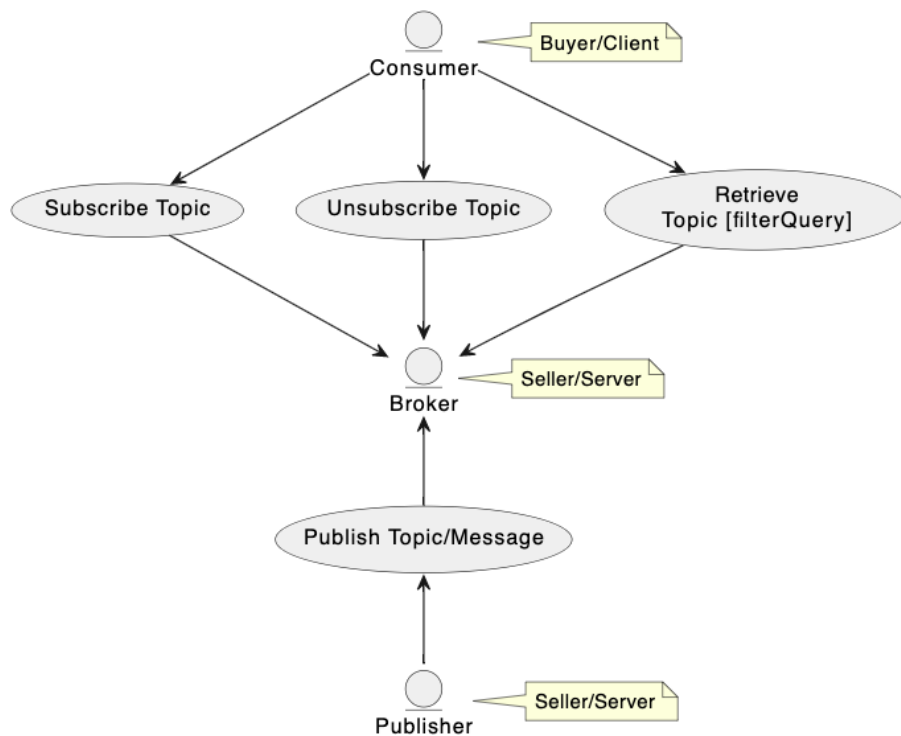 Consumer
Buyer/Client
Subscribe Topic
Unsubscribe Topic
Retrieve
Topic [filterQuery]
Broker
Seller/Server
Publish Topic/Message
Publisher
Seller/Server